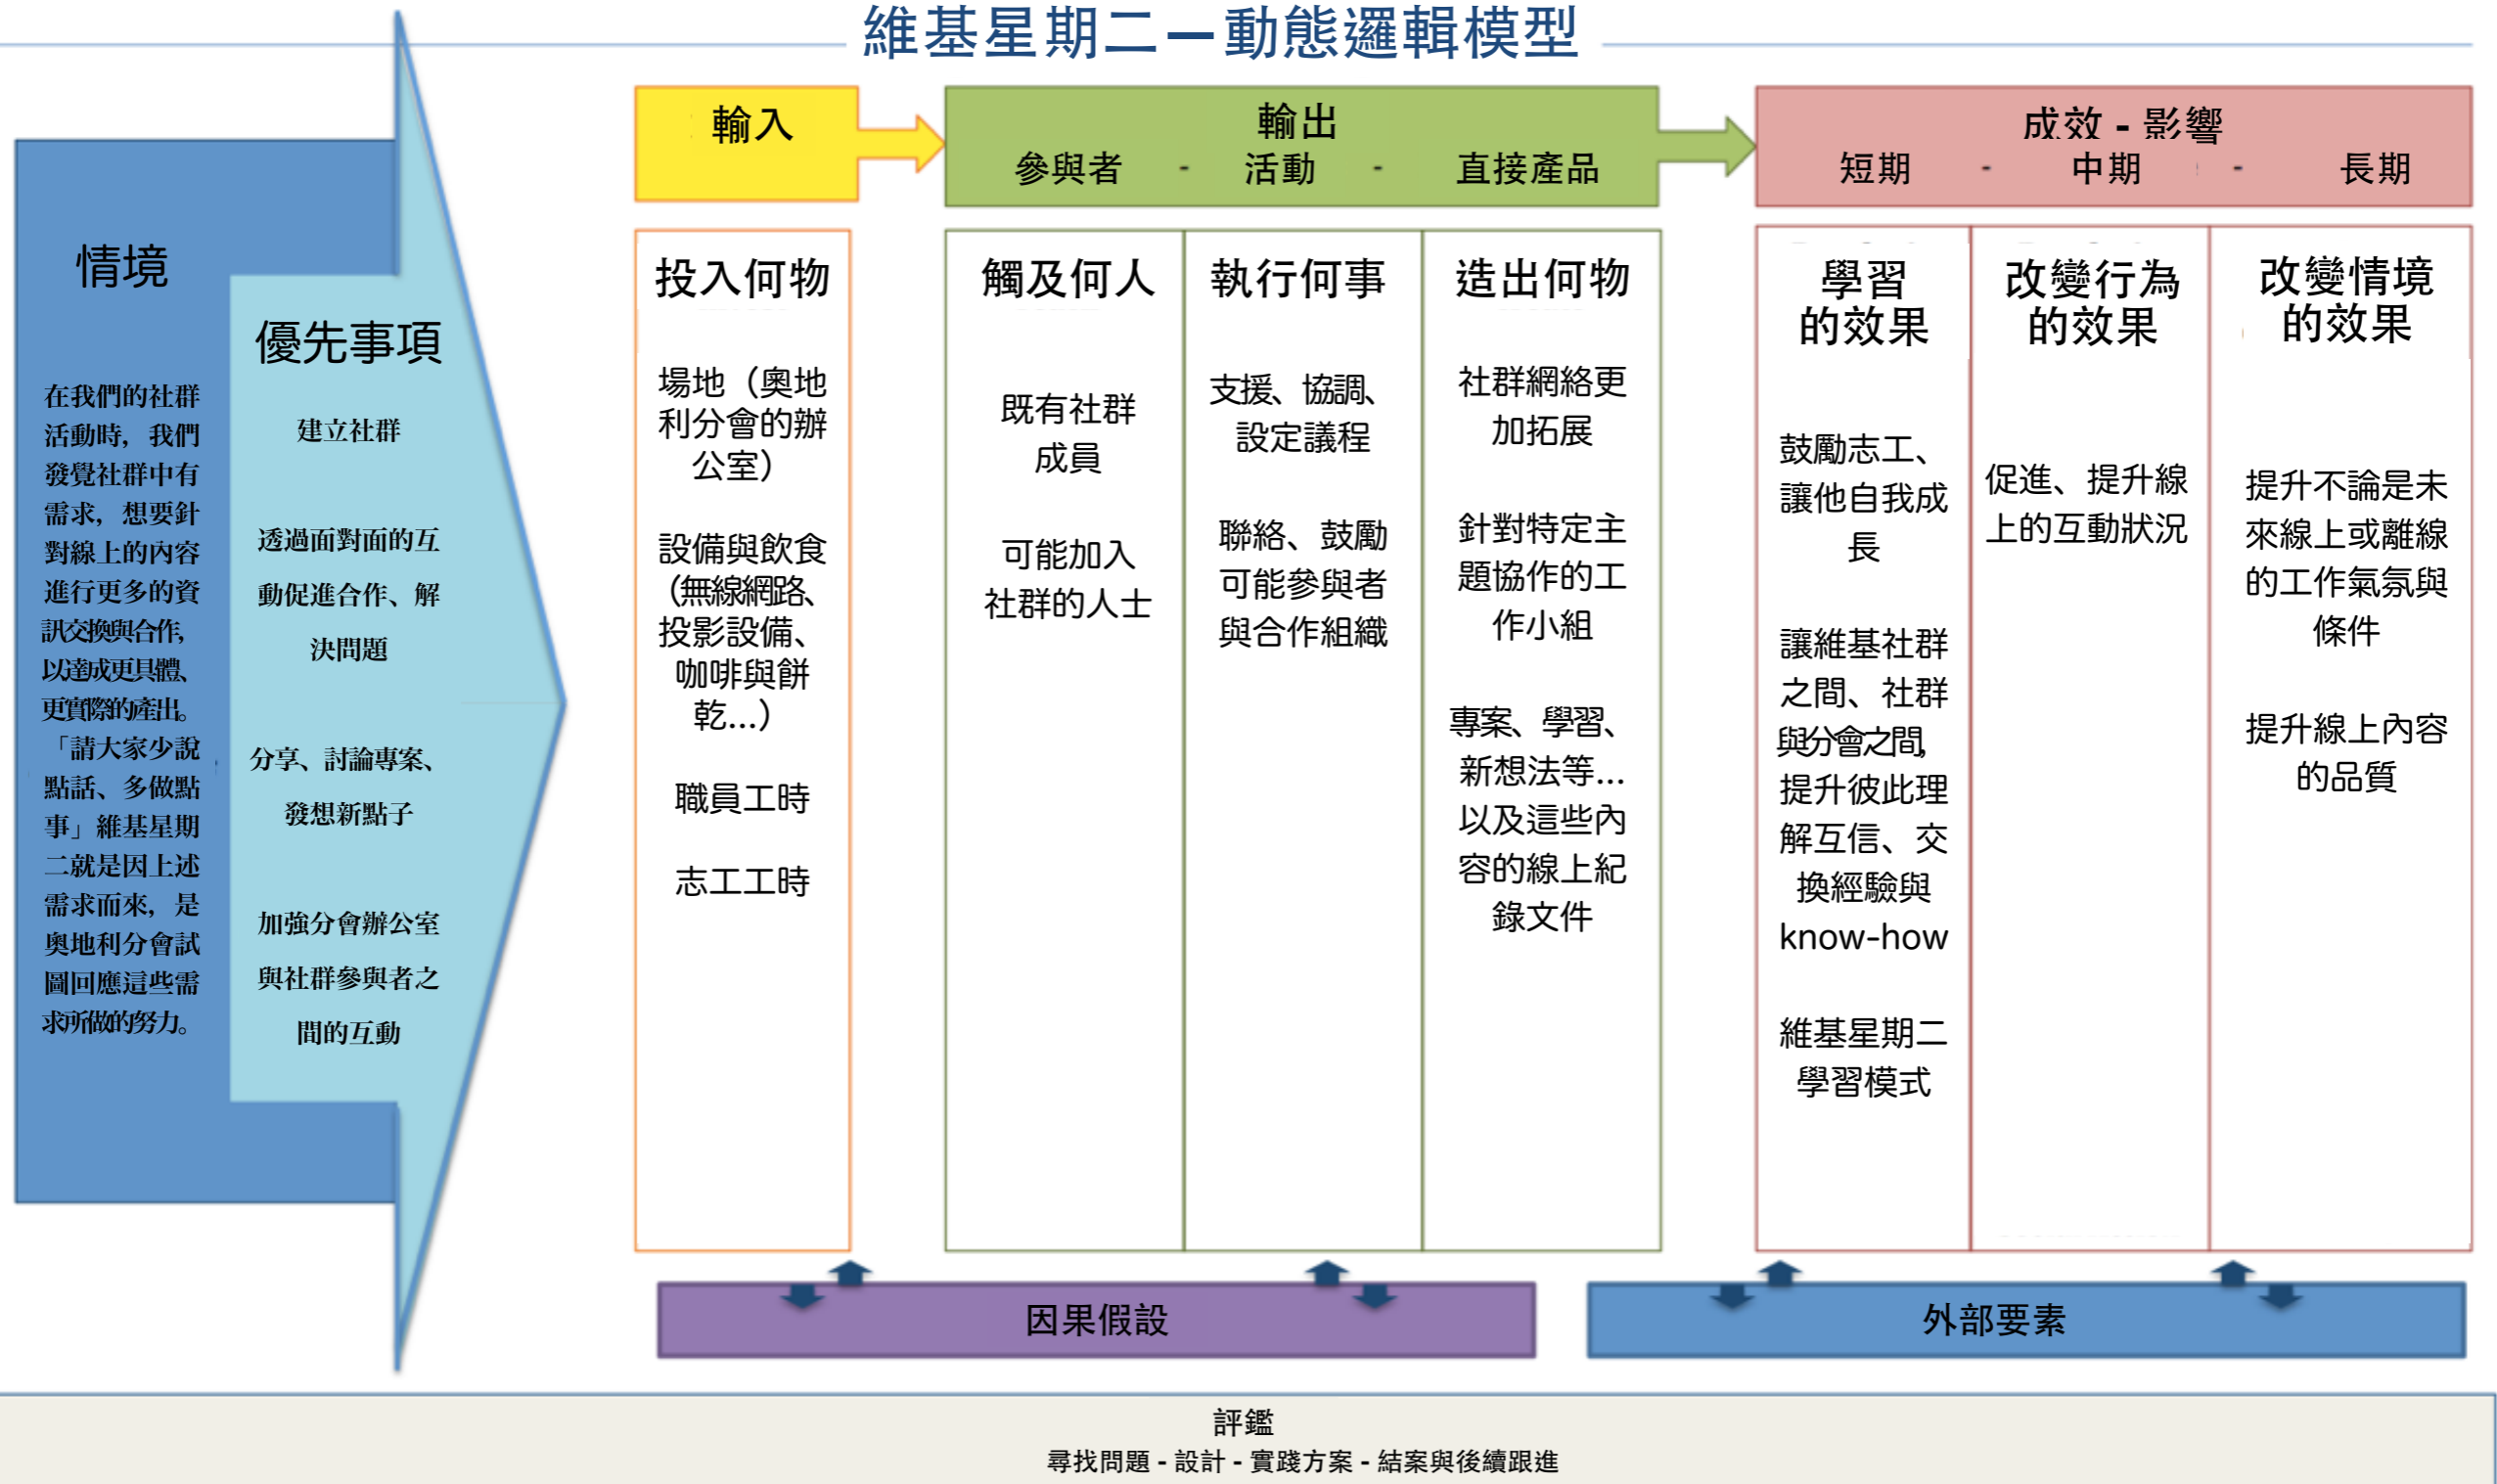 維基星期二—動態邏輯模型
情境
在我們的社群
活動時，我們
發覺社群中有
需求，想要針
對線上的內容
進行更多的資
訊交換與合作，
以達成更具體、
更實際的產出。
「請大家少說
點話、多做點
事」維基星期
二就是因上述
需求而來，是
奧地利分會試
圖回應這些需
求所做的努力。
優先事項
建立社群
透過面對面的互
動促進合作、解
決問題
分享、討論專案、
發想新點子
加強分會辦公室
與社群參與者之
間的互動
輸入
投入何物
場地（奧地
利分會的辦
公室）
設備與飲食
（無線網路、
投影設備、
咖啡與餅
乾...）
職員工時
志工工時
輸出
參與者 - 活動 - 直接產品
觸及何人
既有社群
成員
可能加入
社群的人士
執行何事
支援、協調、
設定議程
聯絡、鼓勵
可能參與者
與合作組織
造出何物
社群網絡更
加拓展
針對特定主
題協作的工
作小組
專案、學習、
新想法等...
以及這些內
容的線上紀
錄文件
成效 - 影響
短期 - 中期 - 長期
學習
的效果
鼓勵志工、
讓他自我成
長
讓維基社群
之間、社群
與分會之間，
提升彼此理
解互信、交
換經驗與
know-how
維基星期二
學習模式
改變行為
的效果
促進、提升線
上的互動狀況
改變情境
的效果
提升不論是未
來線上或離線
的工作氣氛與
條件
提升線上內容
的品質
因果假設
外部要素
評鑑
尋找問題 - 設計 - 實踐方案 - 結案與後續跟進